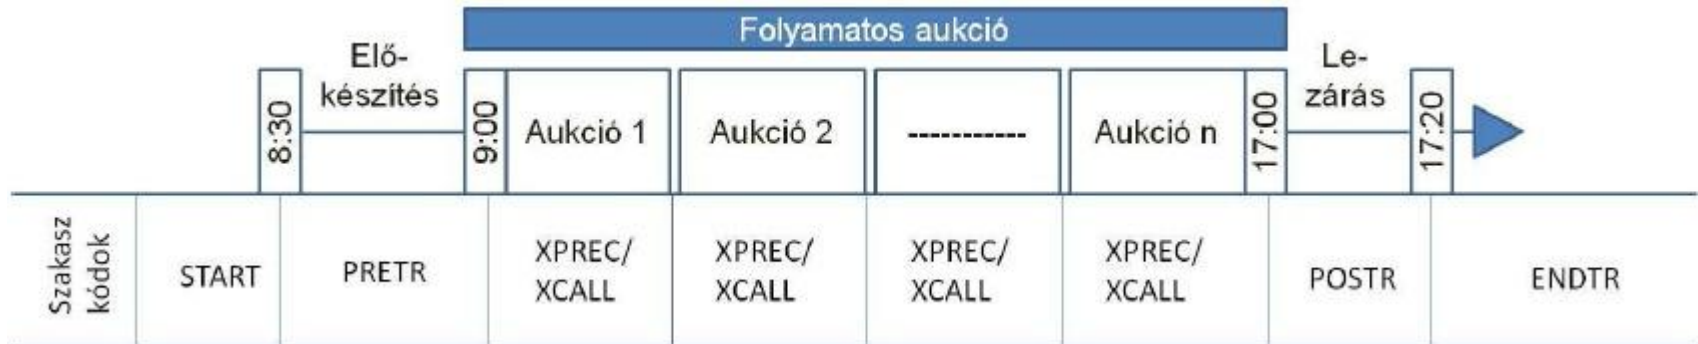 Folyamatos aukció
Elő-
készítés
Le-
zárás
8:30
9:00
Aukció 1
Aukció 2
-----------
Aukció n
17:00
17:20
Szakasz
kódok
START
PRETR
XPREC/
XCALL
XPREC/
XCALL
XPREC/
XCALL
XPREC/
XCALL
POSTR
ENDTR